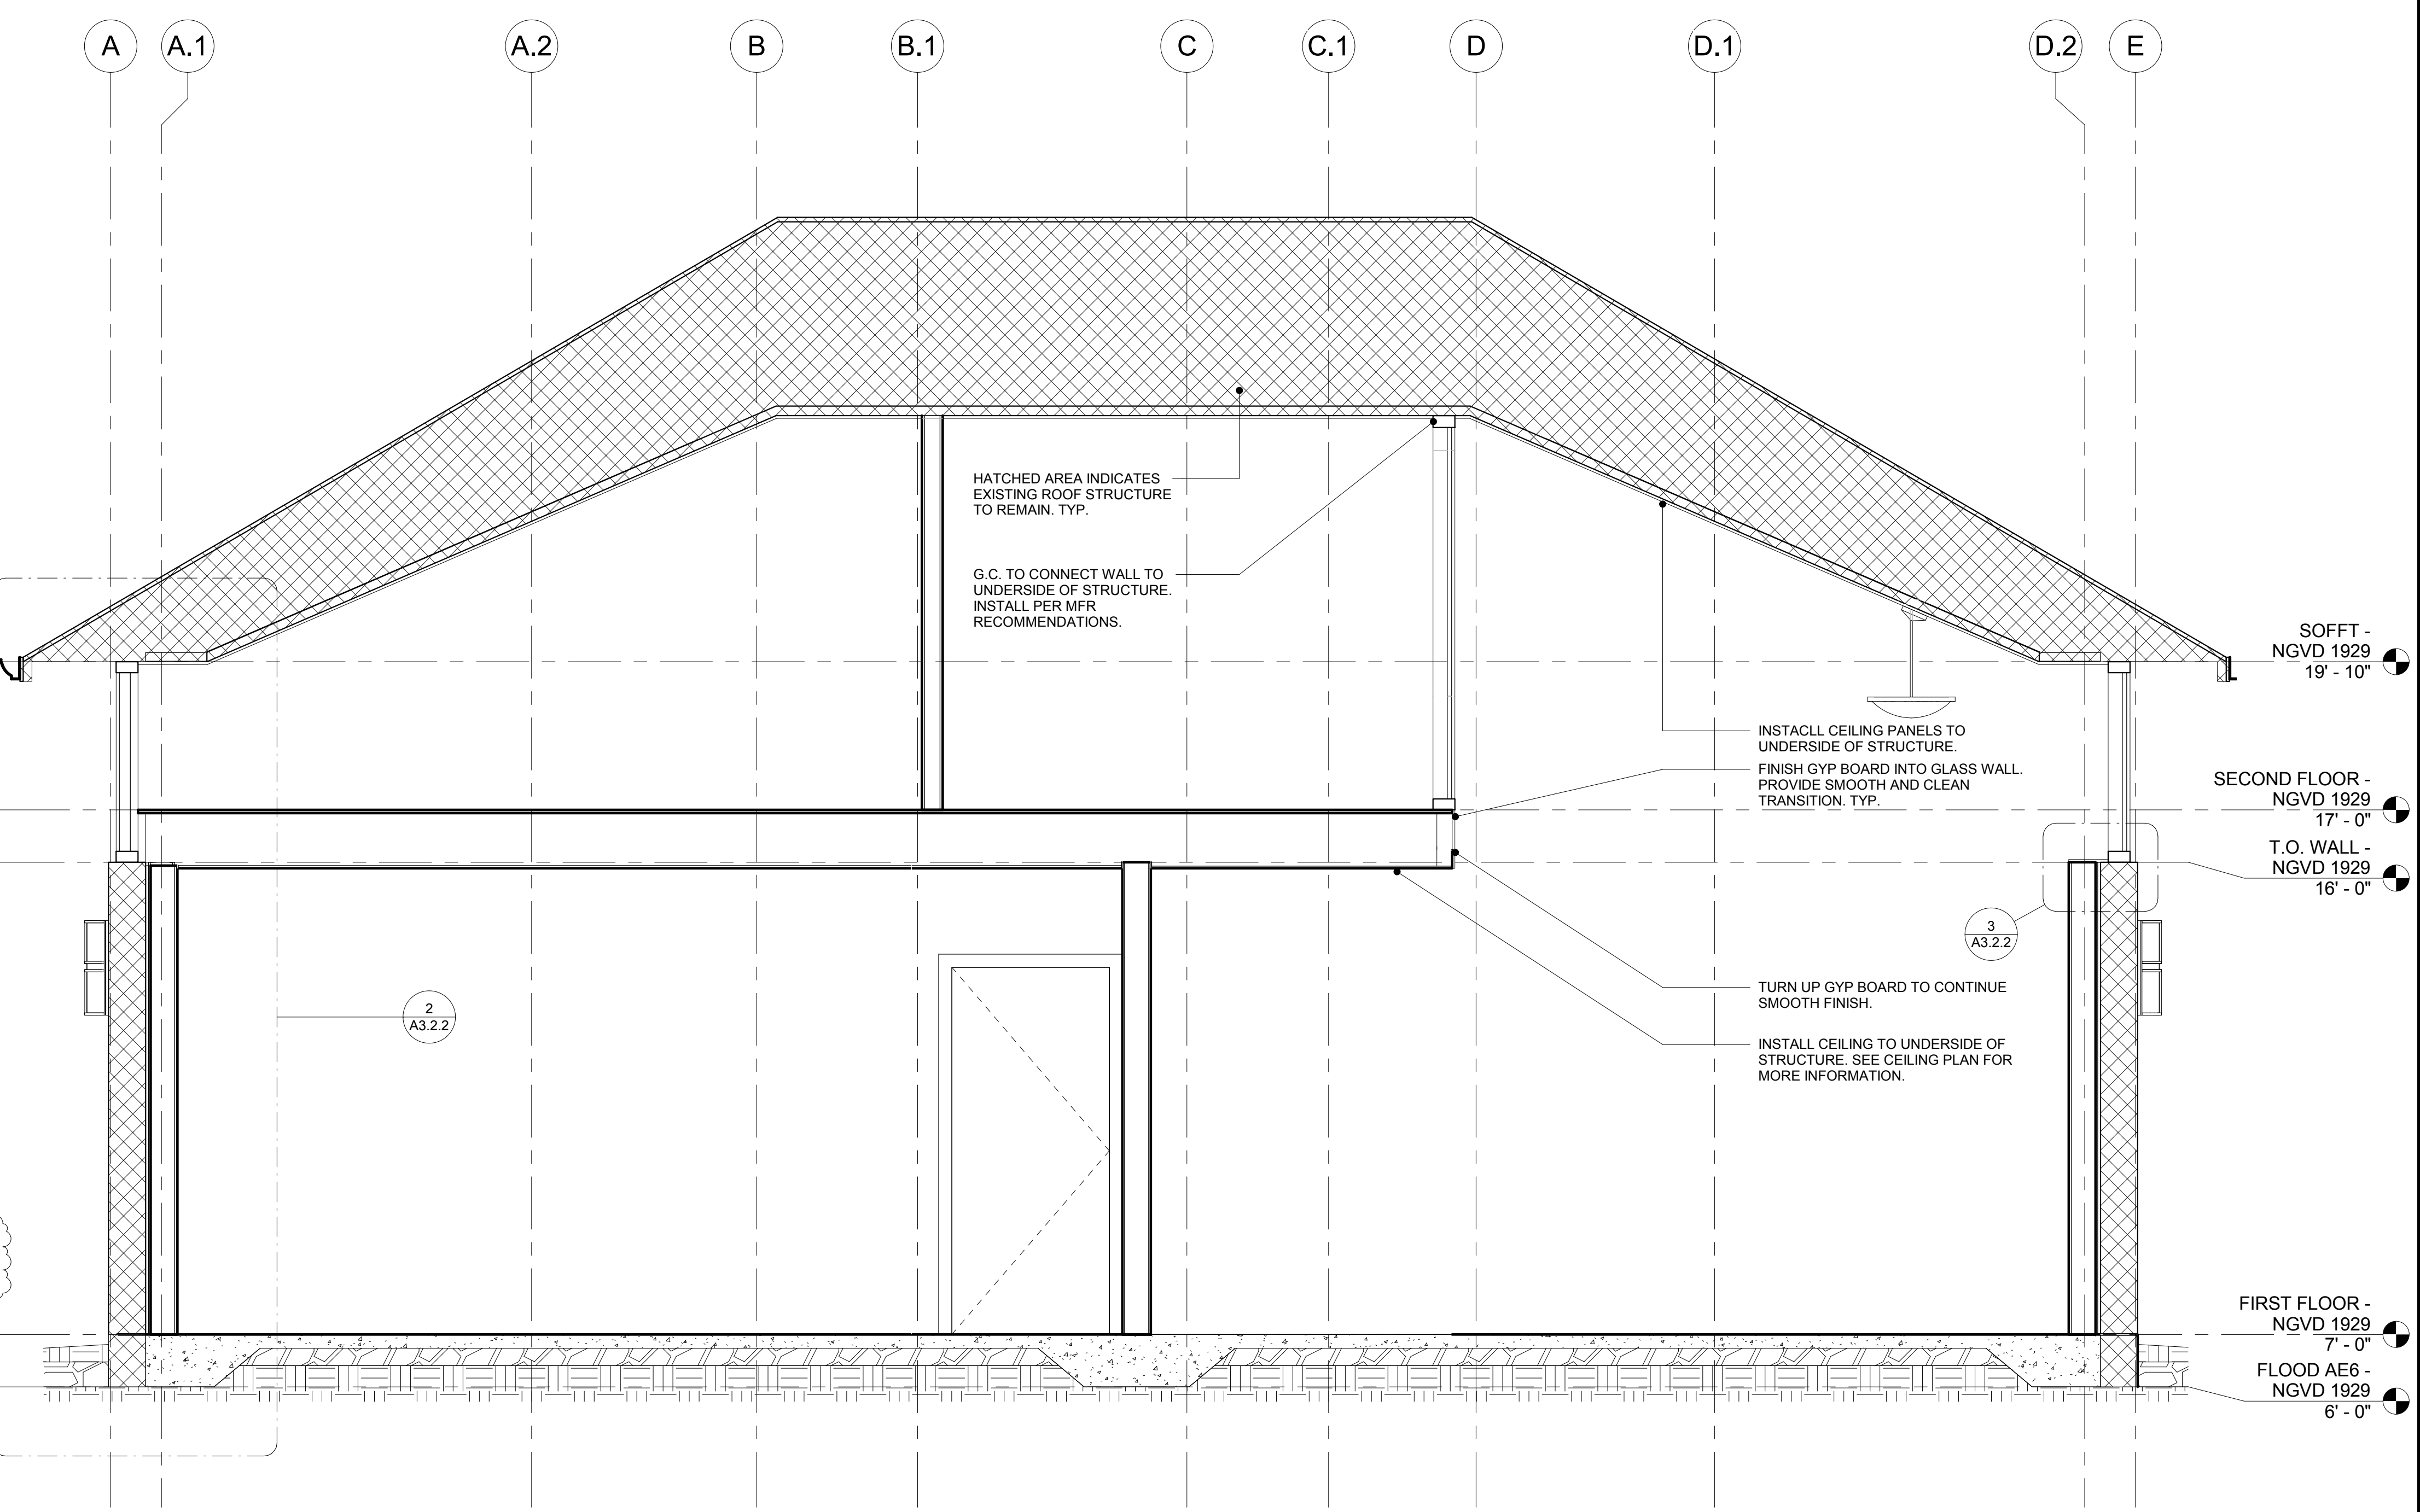 A
A.1
A.2
B
B.1
C
C.1
D
D.1
D.2
E
HATCHED AREA INDICATES
EXISTING ROOF STRUCTURE
TO REMAIN. TYP.
G.C. TO CONNECT WALL TO
UNDERSIDE OF STRUCTURE.
INSTALL PER MFR
RECOMMENDATIONS.
SOFFT -
NGVD 1929
19' - 10"
INSTACLL CEILING PANELS TO
UNDERSIDE OF STRUCTURE.
FINISH GYP BOARD INTO GLASS WALL.
PROVIDE SMOOTH AND CLEAN
TRANSITION. TYP.
SECOND FLOOR -
NGVD 1929
17' - 0"
T.O. WALL -
NGVD 1929
16' - 0"
3
A3.2.2
2
A3.2.2
TURN UP GYP BOARD TO CONTINUE
SMOOTH FINISH.
INSTALL CEILING TO UNDERSIDE OF
STRUCTURE. SEE CEILING PLAN FOR
MORE INFORMATION.
FIRST FLOOR -
NGVD 1929
7' - 0"
FLOOD AE6 -
NGVD 1929
6' - 0"